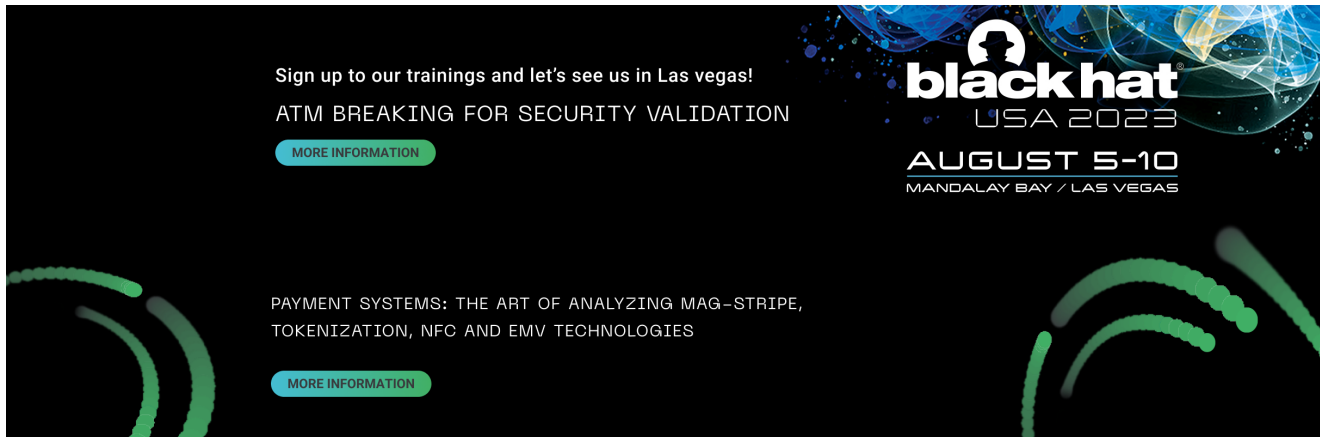 Sign up to our trainings and let's see us in Las vegas!
ATM BREAKING FOR SECURITY VALIDATION
MORE INFORMATION
black hat®
USA 2023
AUGUST 5-10
MANDALAY BAY / LAS VEGAS
PAYMENT SYSTEMS: THE ART OF ANALYZING MAG-STRIPE,
TOKENIZATION, NFC AND EMV TECHNOLOGIES
MORE INFORMATION